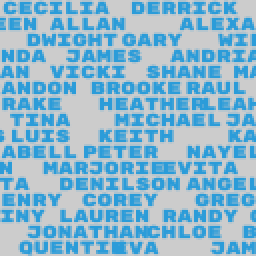 CECILIA DERRICK
EEN ALLAN ALEXA
DWIGHT GARY WI
NDA JAMES ANDRI
AN VICKI SHANE MA
ANDON BROOKE RAUL
RAKE HEATHER LEAH
TINA MICHAEL JA
S LUIS KEITH KA
ABELL PETER NAYEL
N MARJORIE EVITA
TA DENILSON ANGEL
ENRY COREY GREG
INY LAUREN RANDY
JONATHAN CHLOE B
QUENTIN EVA JAM